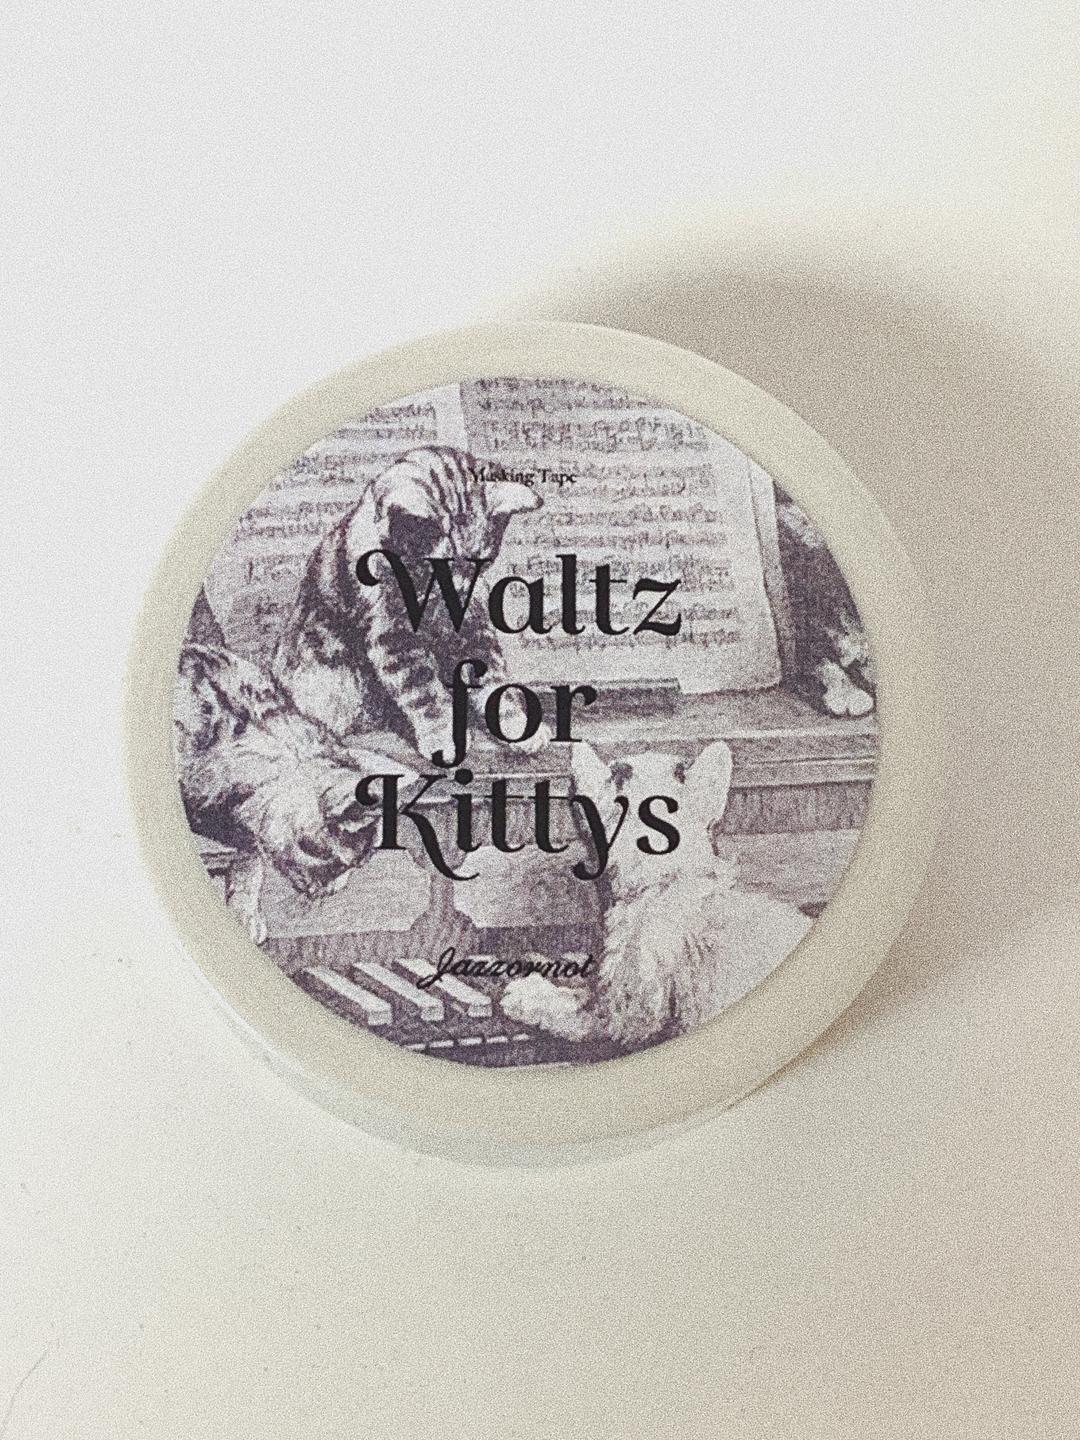 Masking Tape
Waltz
for
Kittys
Jazzornot